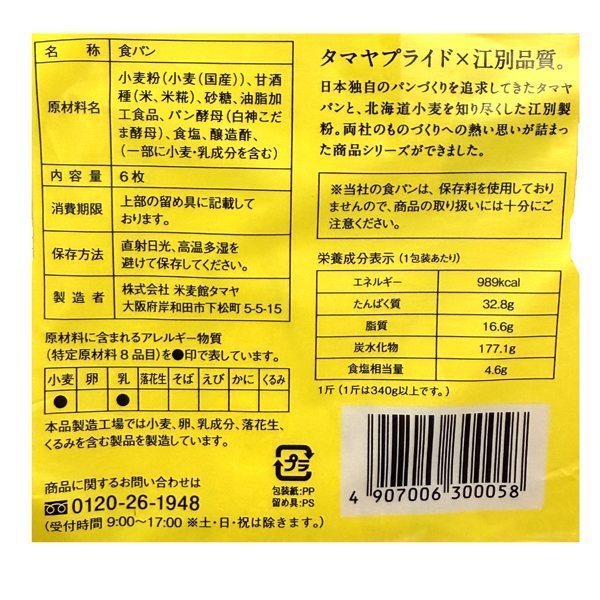 名称 食パン
原材料名 小麦粉(小麦(国産))、甘酒
種(米、米糀)、砂糖、油脂加
工食品、パン酵母(白神こだ
ま酵母)、食塩、醸造酢、
(一部に小麦・乳成分を含む)
内容量 6枚
消費期限 上部の留め具に記載して
おります。
保存方法 直射日光、高温多湿を
避けて保存してください。
製造者 株式会社 米麦館タマヤ
大阪府岸和田市下松町5-5-15
原材料に含まれるアレルギー物質
(特定原材料8品目)を●印で表しています。
小麦 卵 乳 落花生 そば えび かに くるみ
● ●
本品製造工場では小麦、卵、乳成分、落花生、
くるみを含む製品を製造しています。
商品に関するお問い合わせは
0120-26-1948
(受付時間 9:00〜17:00 ※土・日・祝は除きます。)
タマヤプライド×江別品質。
日本独自のパンづくりを追求してきたタマヤ
パンと、北海道小麦を知り尽くした江別製
粉。両社のものづくりへの熱い思いが詰まっ
た商品シリーズができました。
※当社の食パンは、保存料を使用しており
ませんので、商品の取り扱いには十分にご
注意ください。
栄養成分表示(1包装あたり)
エネルギー 989kcal
たんぱく質 32.8g
脂質 16.6g
炭水化物 177.1g
食塩相当量 4.6g
1斤(1斤は340g以上です。)
プラ
包装紙:PP
留め具:PS
4 907006 300058